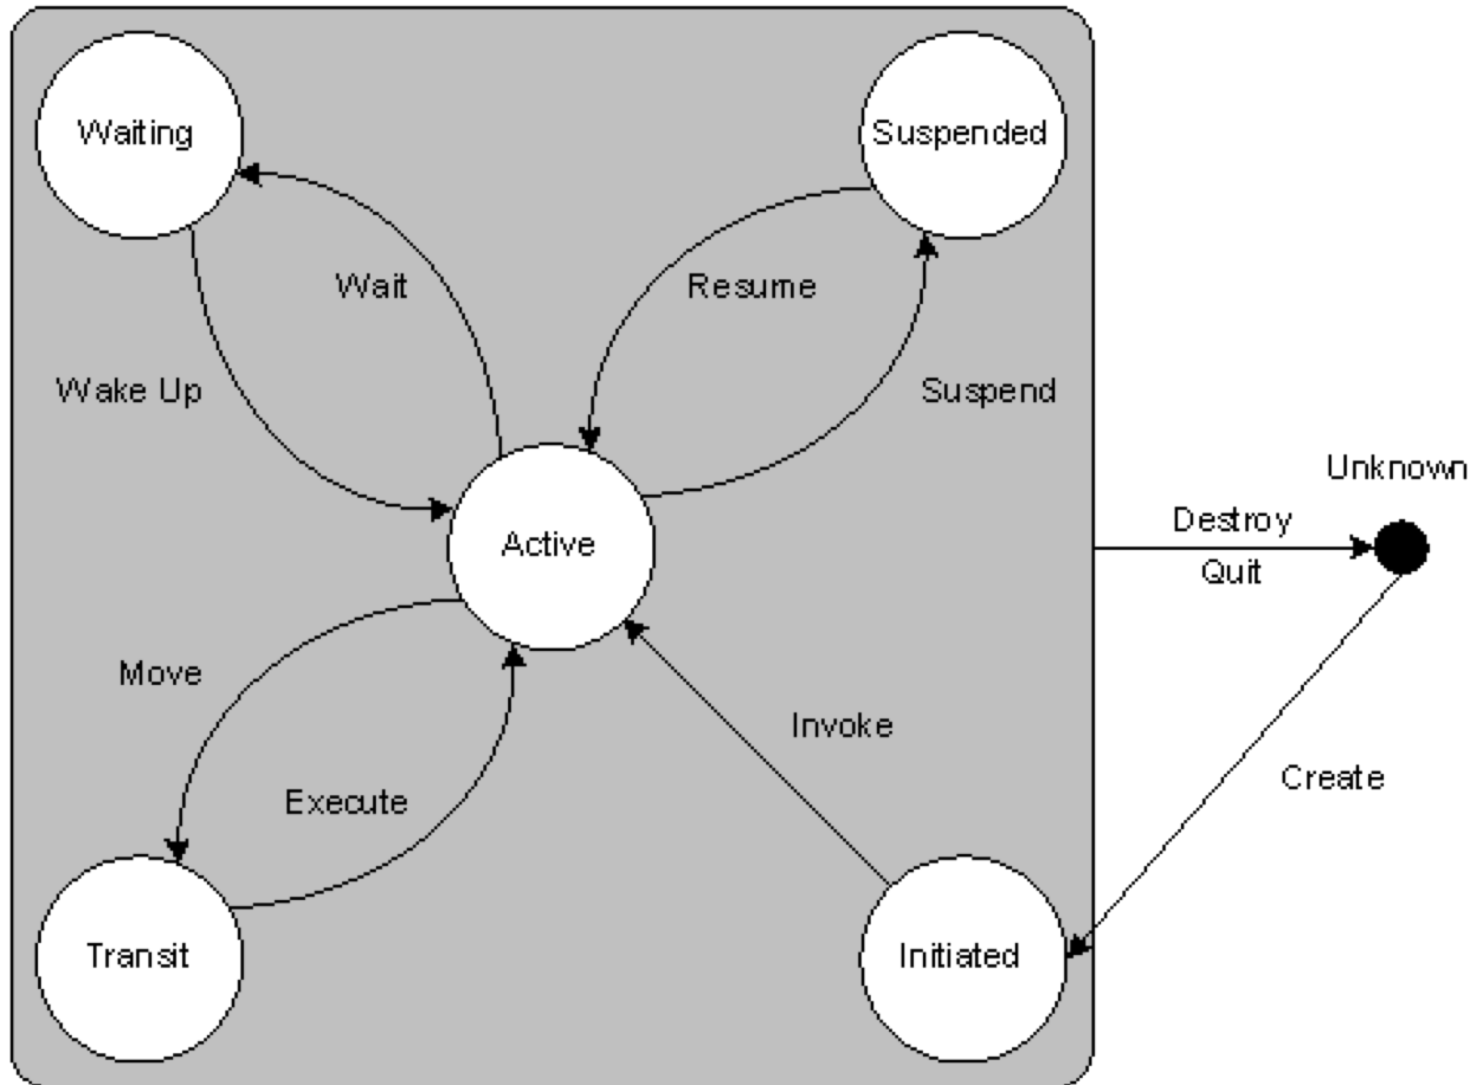 Waiting
Suspended
Wait
Resume
Wake Up
Suspend
Unknown
Destroy
Active
Quit
Move
Invoke
Create
Execute
Transit
Initiated